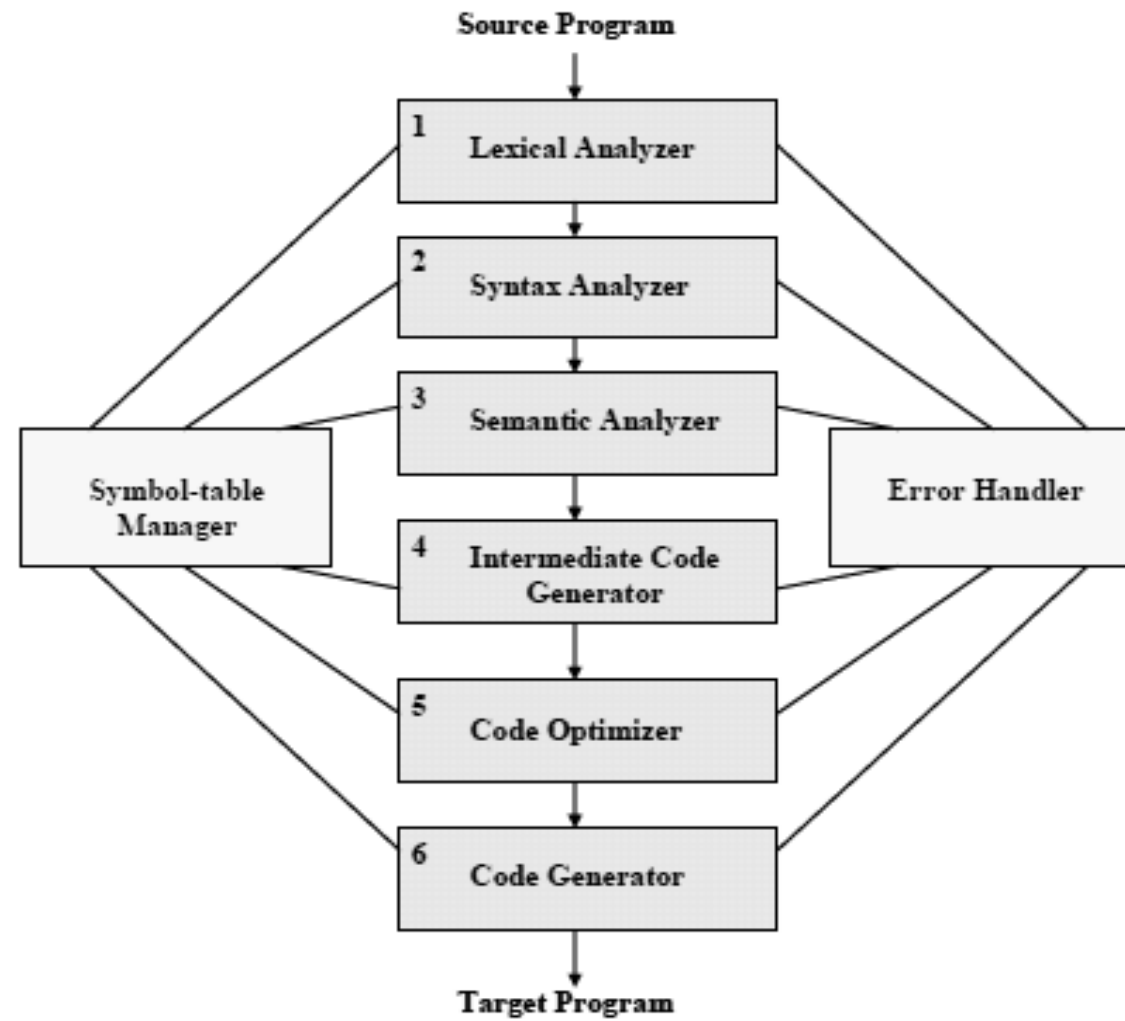 Source Program
1
Lexical Analyzer
2
Syntax Analyzer
3
Semantic Analyzer
Symbol-table
Manager
Error Handler
4
Intermediate Code
Generator
5
Code Optimizer
6
Code Generator
Target Program